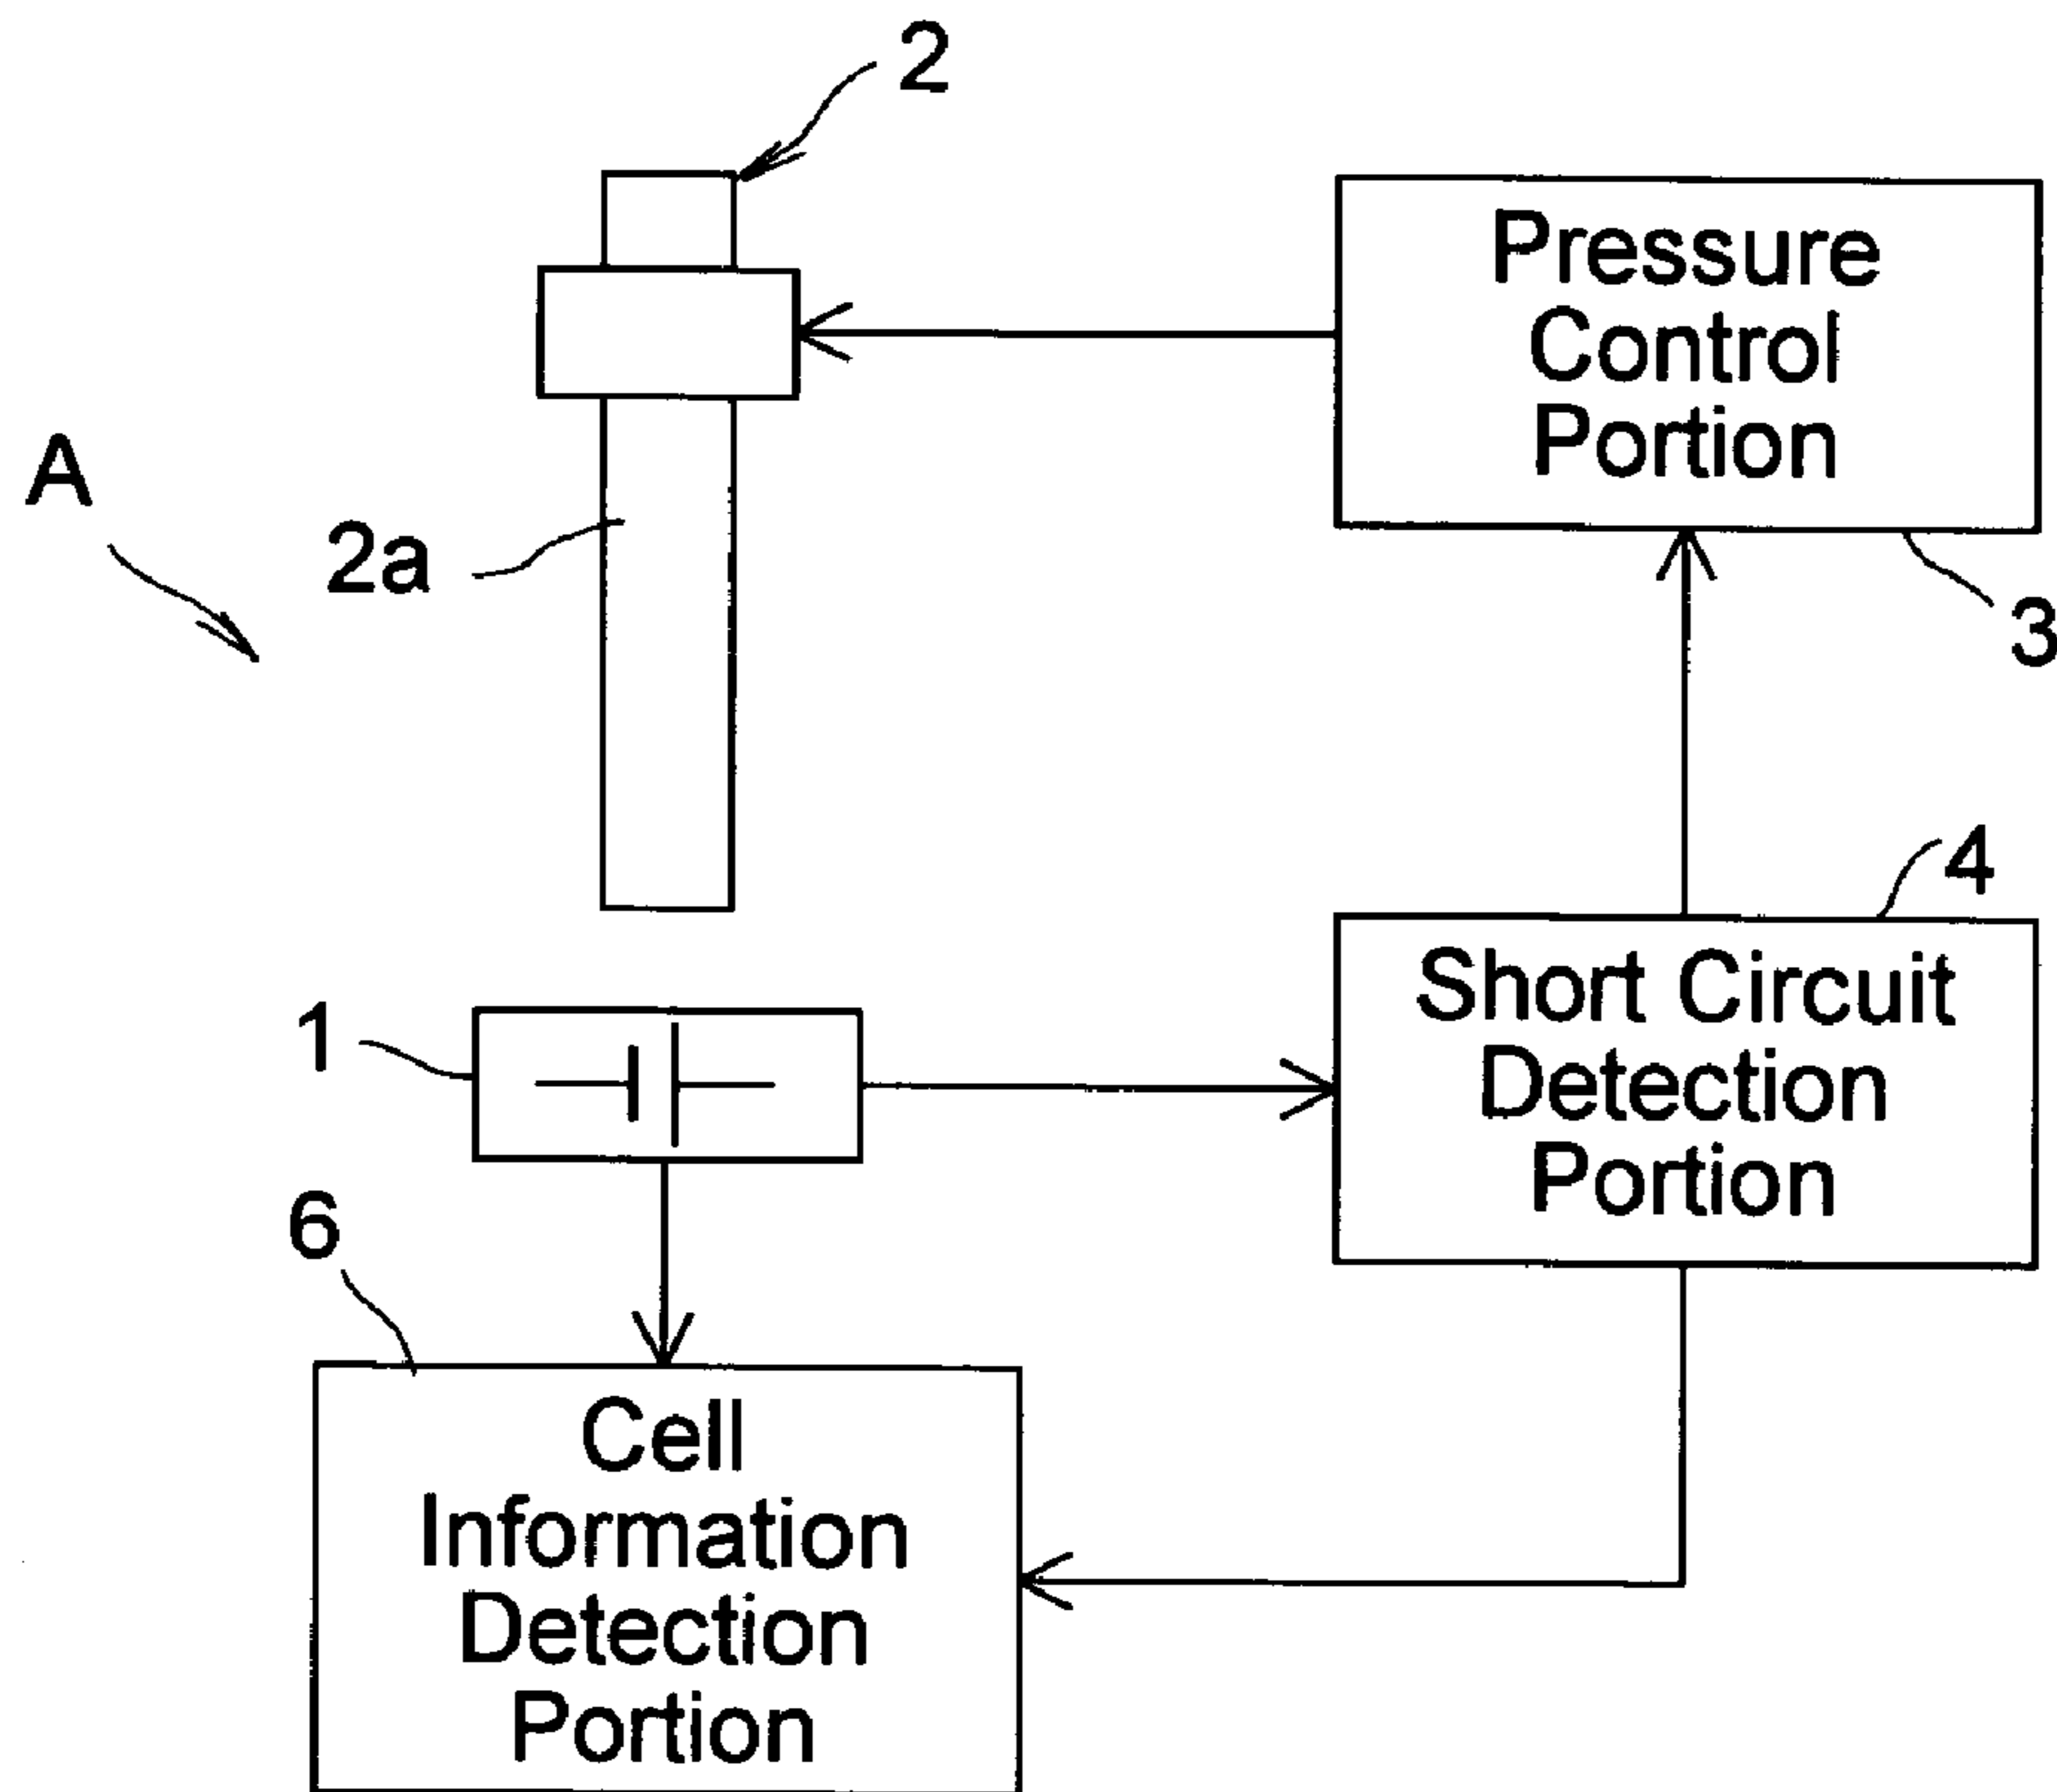 2
Pressure
Control
Portion
A
2a
3
4
Short Circuit
Detection
Portion
1
6
Cell
Information
Detection
Portion